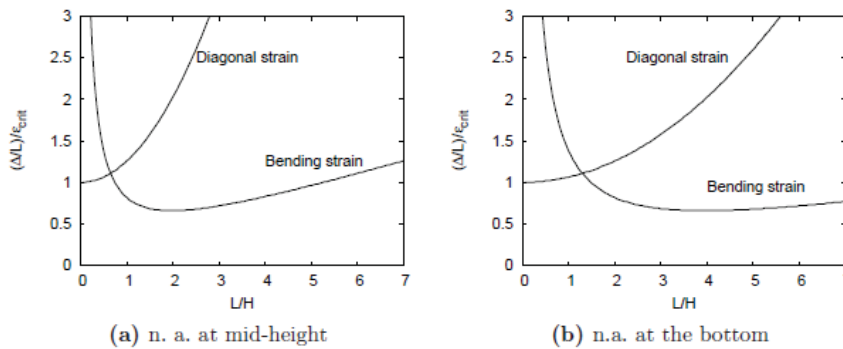 3
2.5
2
1.5
1
0.5
0
(Δ/L)/εcrit
Diagonal strain
Bending strain
0 1 2 3 4 5 6 7
L/H
(a) n. a. at mid-height
3
2.5
2
1.5
1
0.5
0
(Δ/L)/εcrit
Diagonal strain
Bending strain
0 1 2 3 4 5 6
L/H
(b) n.a. at the bottom